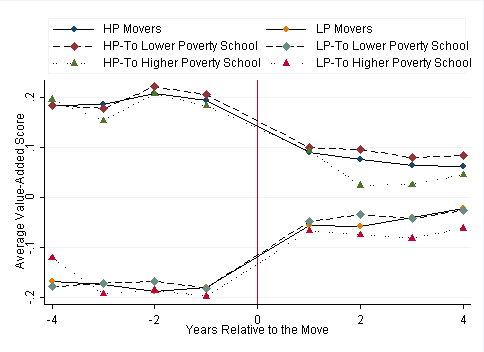 HP Movers
LP Movers
HP-To Lower Poverty School
LP-To Lower Poverty School
HP-To Higher Poverty School
LP-To Higher Poverty School
Average Value-Added Score
.2
.1
0
-.1
-.2
-4
-2
0
2
4
Years Relative to the Move